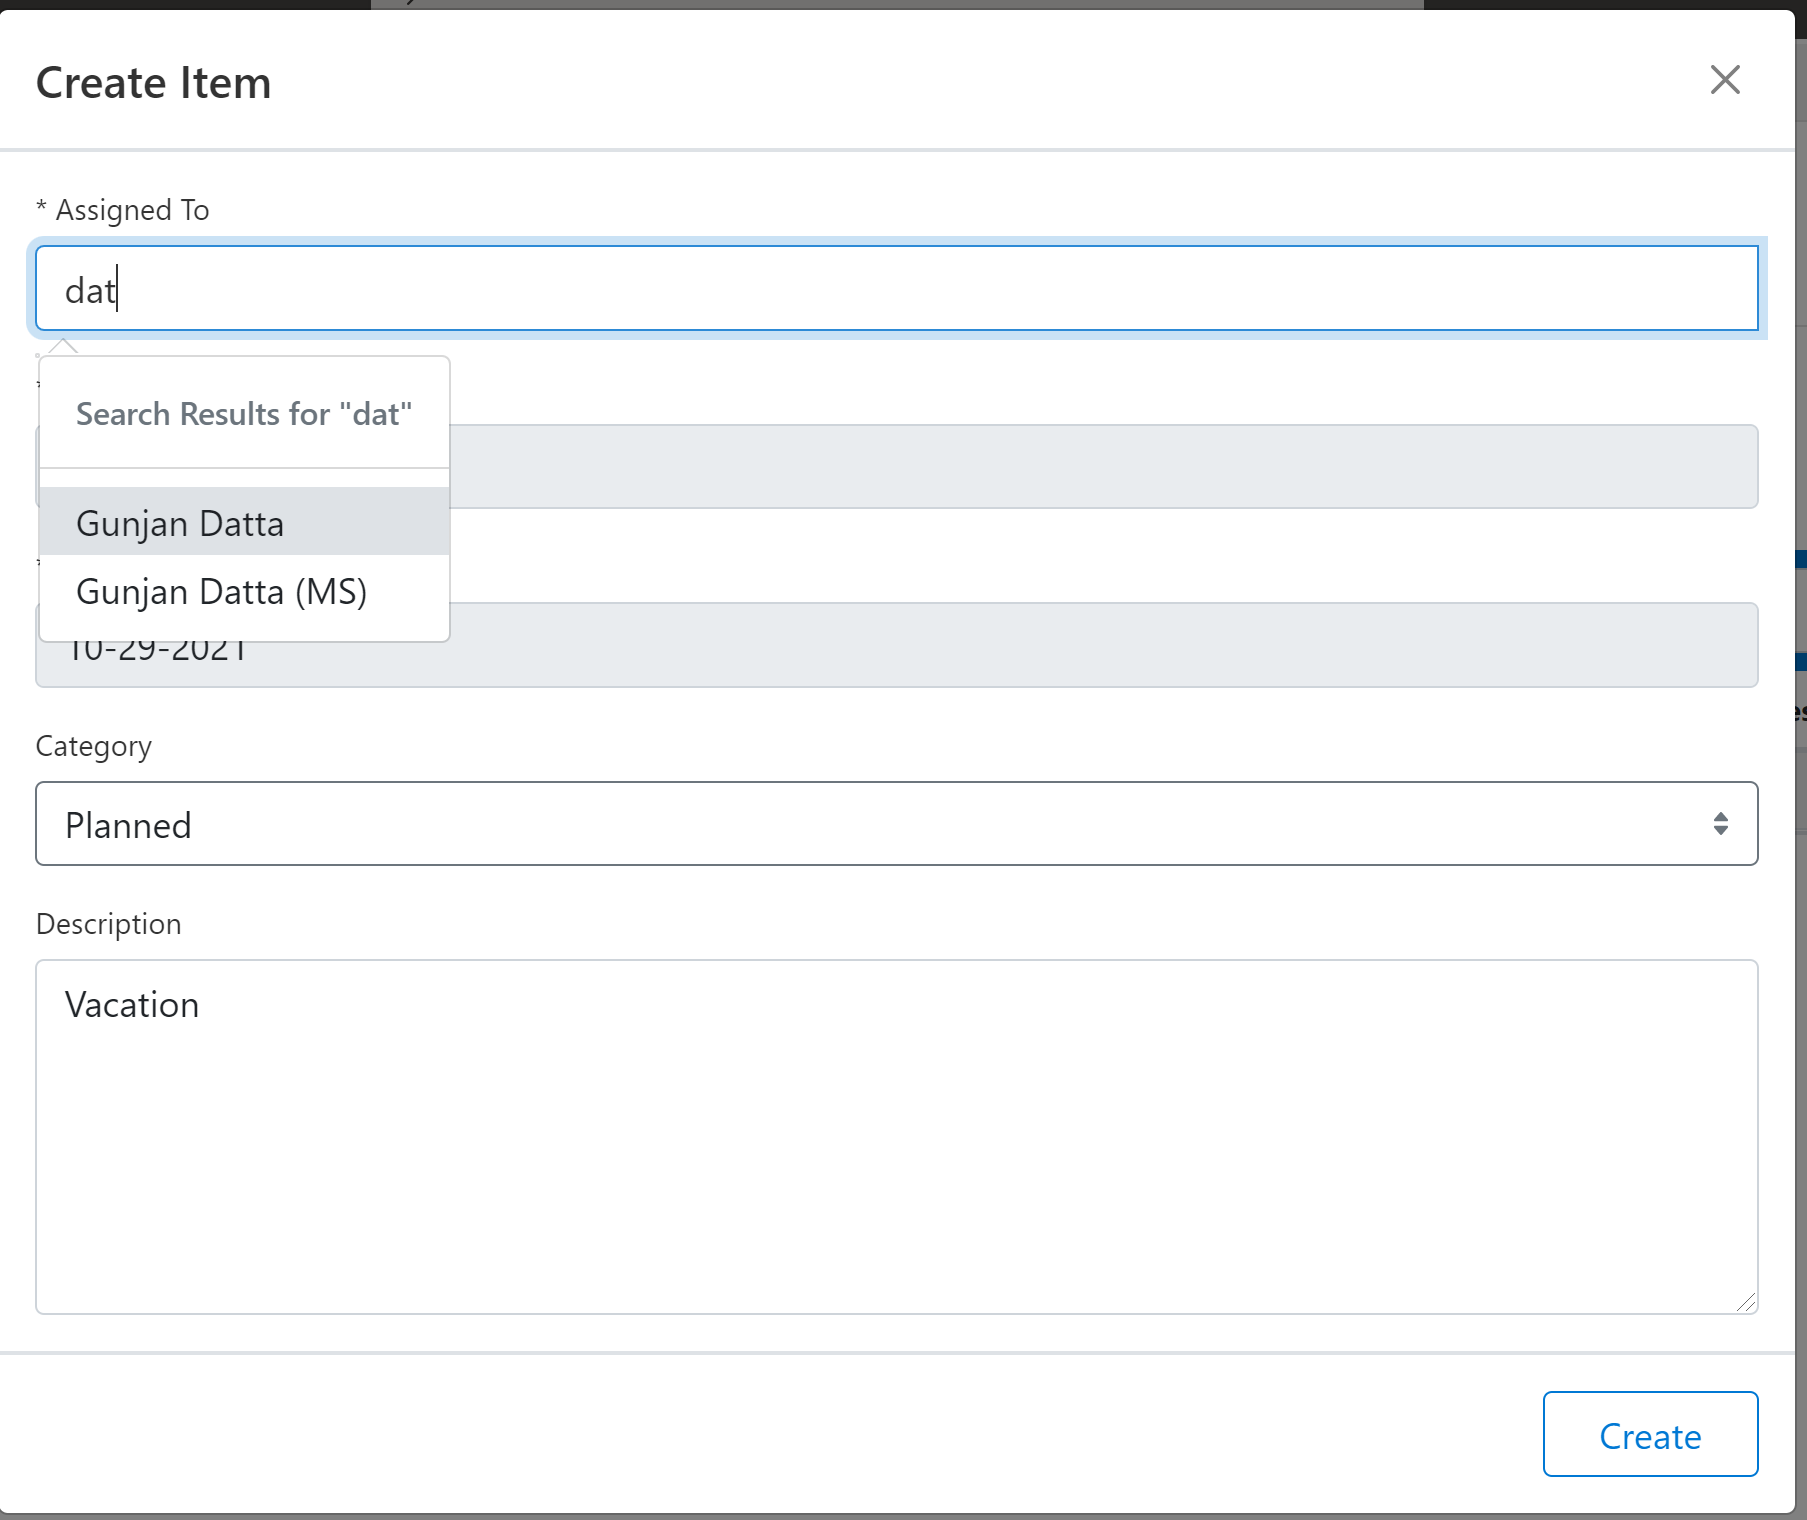 Create Item
* Assigned To
dat
Search Results for "dat"
Gunjan Datta
Gunjan Datta (MS)
10-29-2021
Category
Planned
Description
Vacation
Create